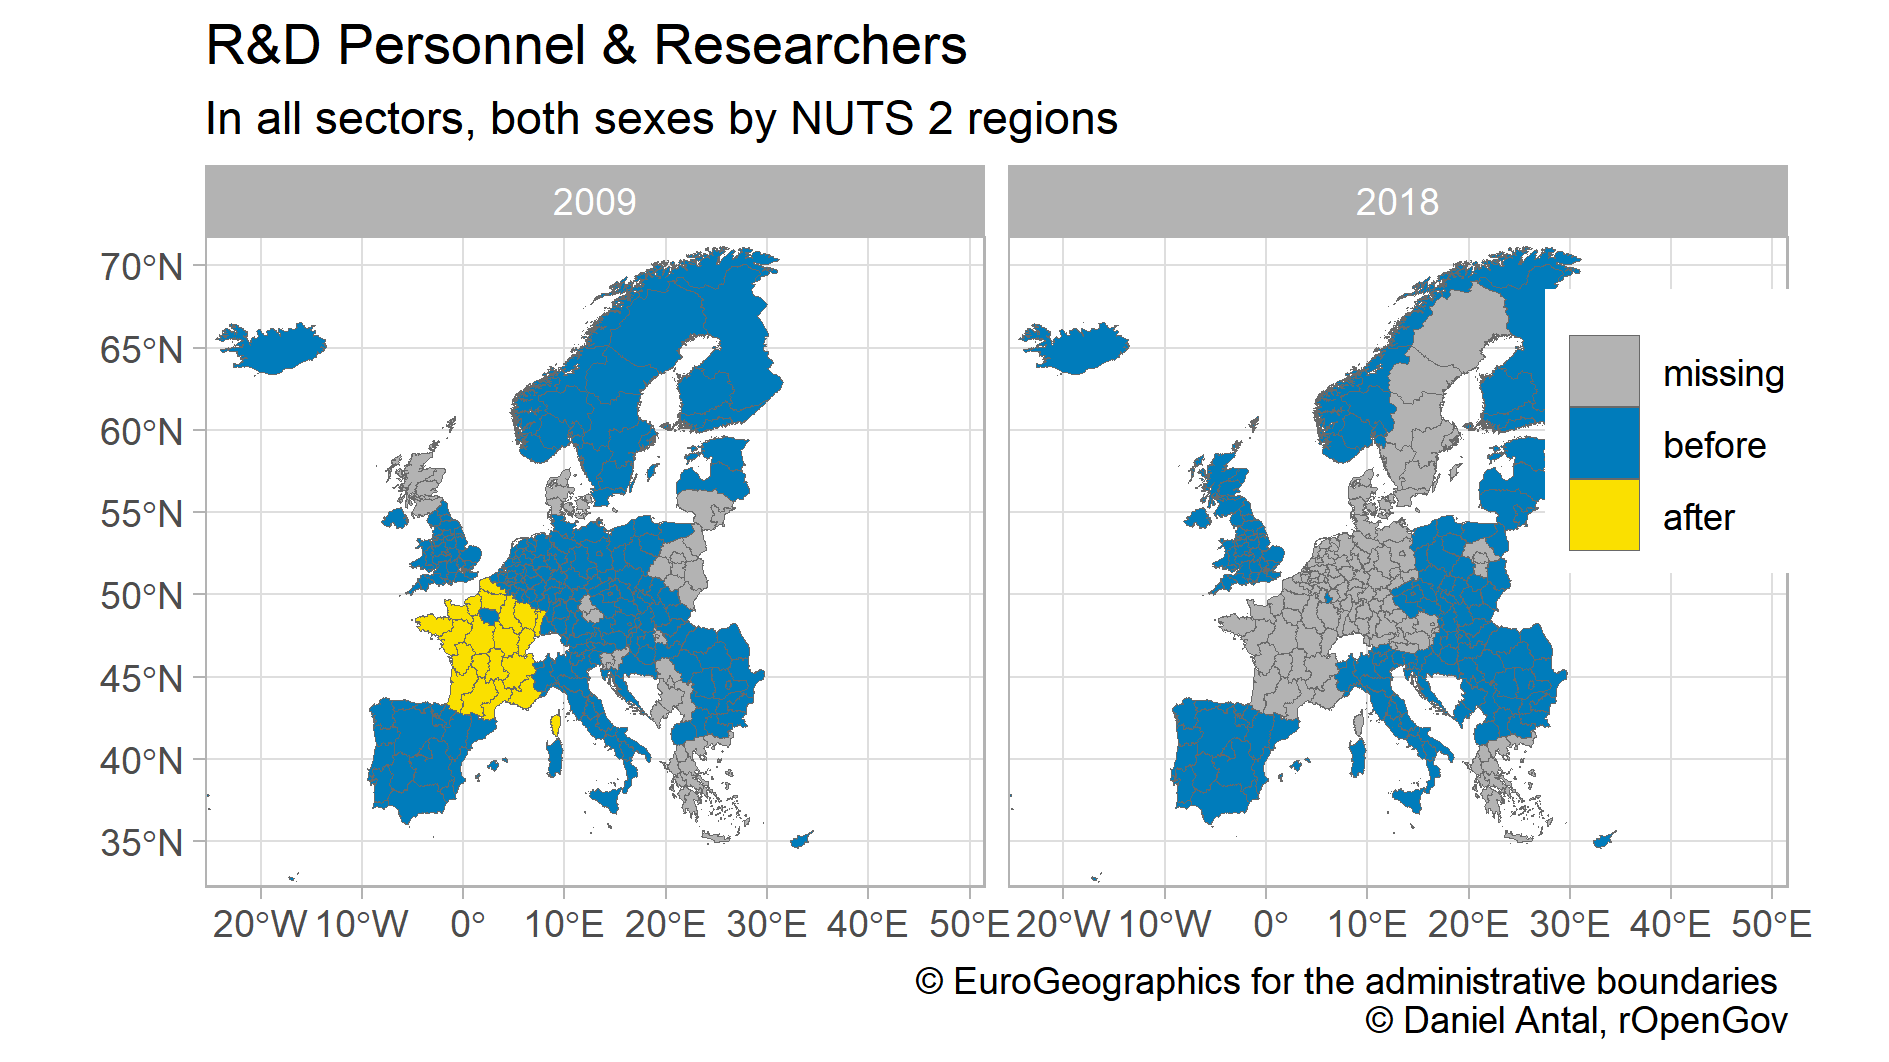 R&D Personnel & Researchers
In all sectors, both sexes by NUTS 2 regions
2009
2018
70°N
65°N
60°N
55°N
50°N
45°N
40°N
35°N
missing
before
after
20°W 10°W 0° 10°E 20°E 30°E 40°E 50°E 20°W 10°W 0° 10°E 20°E 30°E 40°E 50°E
© EuroGeographics for the administrative boundaries
© Daniel Antal, rOpenGov